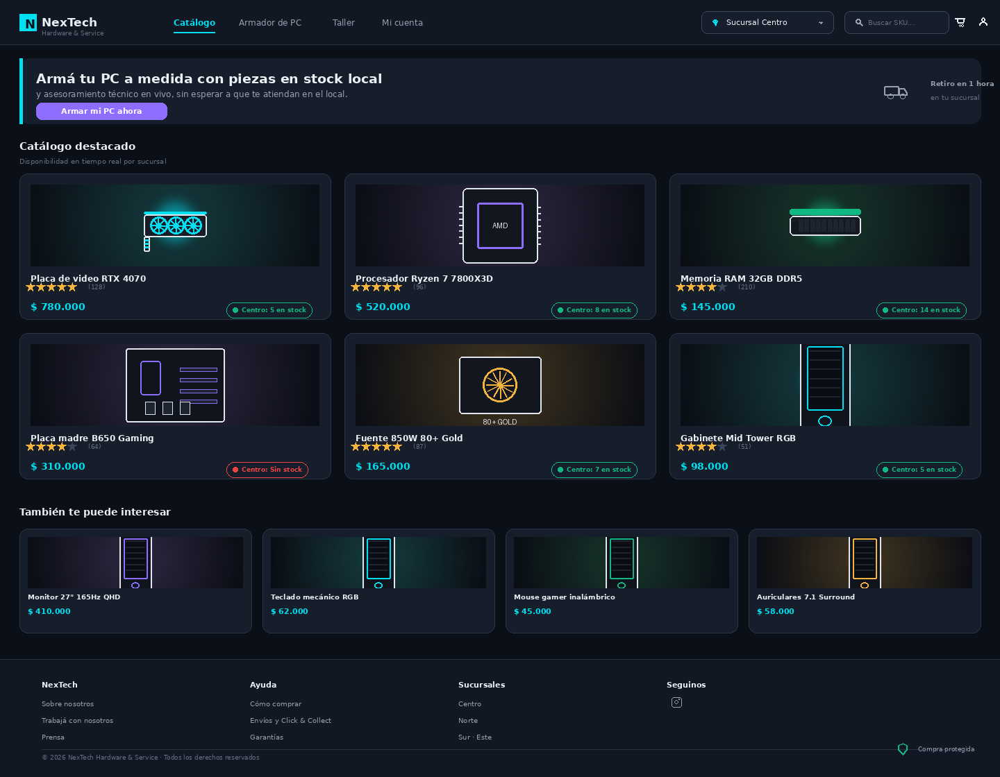 N NexTech
Hardware & Service
Catálogo
Armador de PC
Taller
Mi cuenta
Sucursal Centro
Buscar SKU...
Armá tu PC a medida con piezas en stock local
y asesoramiento técnico en vivo, sin esperar a que te atiendan en el local.
Armar mi PC ahora
Retiro en 1 hora
en tu sucursal
Catálogo destacado
Disponibilidad en tiempo real por sucursal
Placa de video RTX 4070
(128)
$ 780.000
Centro: 5 en stock
AMD
Procesador Ryzen 7 7800X3D
(96)
$ 520.000
Centro: 8 en stock
Memoria RAM 32GB DDR5
(210)
$ 145.000
Centro: 14 en stock
Placa madre B650 Gaming
(64)
$ 310.000
Centro: Sin stock
80+ GOLD
Fuente 850W 80+ Gold
(87)
$ 165.000
Centro: 7 en stock
Gabinete Mid Tower RGB
(51)
$ 98.000
Centro: 5 en stock
También te puede interesar
Monitor 27" 165Hz QHD
$ 410.000
Teclado mecánico RGB
$ 62.000
Mouse gamer inalámbrico
$ 45.000
Auriculares 7.1 Surround
$ 58.000
NexTech
Sobre nosotros
Trabajá con nosotros
Prensa
Ayuda
Cómo comprar
Envíos y Click & Collect
Garantías
Sucursales
Centro
Norte
Sur · Este
Seguinos
Compra protegida
© 2026 NexTech Hardware & Service · Todos los derechos reservados